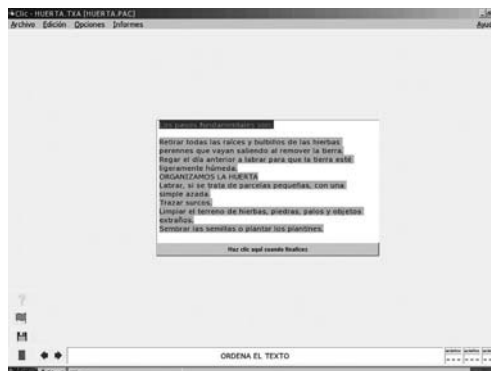 Clic - HUERTA.TXA [HUERTA.PAC]
Archivo Edición Opciones Informes Ayu
Los pasos fundamentales son:
Retirar todas las raíces y bulbillos de las hierbas
perennes que vayan saliendo al remover la tierra.
Regar el día anterior a labrar para que la tierra esté
ligeramente húmeda.
ORGANIZAMOS LA HUERTA
Labrar, si se trata de parcelas pequeñas, con una
simple azada.
Trazar surcos.
Limpiar el terreno de hierbas, piedras, palos y objetos
extraños.
Sembrar las semillas o plantar los plantines.
Haz clic aquí cuando finalices
ORDENA EL TEXTO